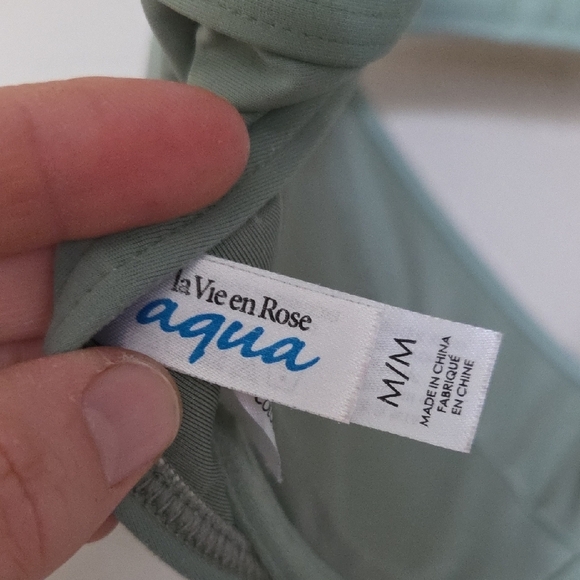 la Vie en Rose
aqua
M/M
MADE IN CHINA
FABRIQUÉ
EN CHINE